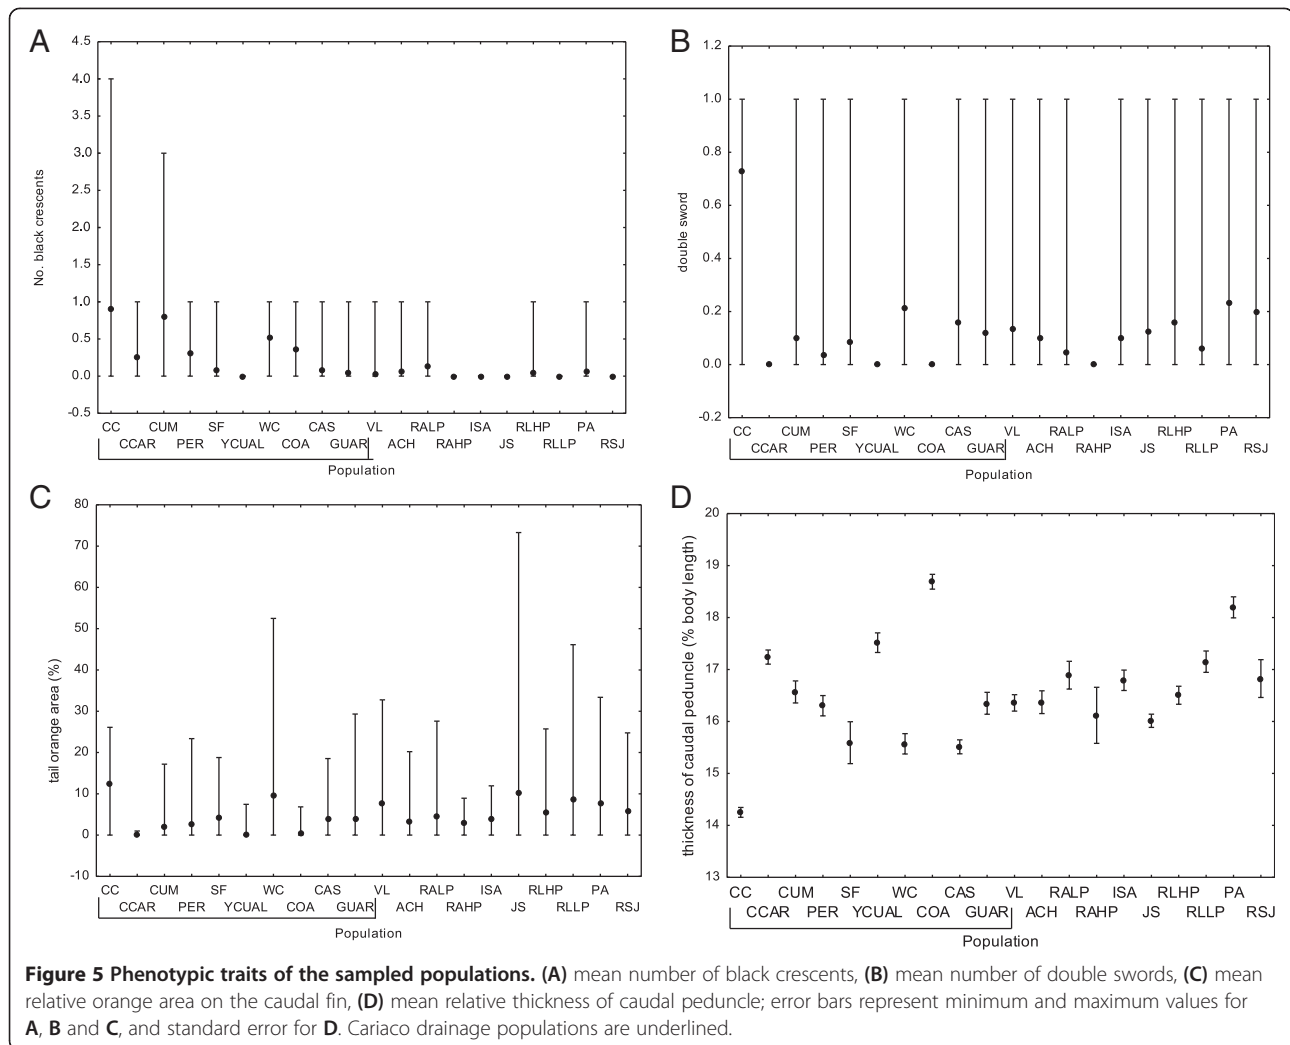 A
No. black crescents
4.5
4.0
3.5
3.0
2.5
2.0
1.5
1.0
0.5
0.0
-0.5
CC CUM SF WC CAS VL RALP ISA RLHP PA
CCAR PER YCUAL COA GUAR ACH RAHP JS RLLP RSJ
Population
B
double sword
1.2
1.0
0.8
0.6
0.4
0.2
0.0
-0.2
CC CUM SF WC CAS VL RALP ISA RLHP PA
CCAR PER YCUAL COA GUAR ACH RAHP JS RLLP RSJ
Population
C
tail orange area (%)
80
70
60
50
40
30
20
10
0
-10
CC CUM SF WC CAS VL RALP ISA RLHP PA
CCAR PER YCUAL COA GUAR ACH RAHP JS RLLP RSJ
Population
D
thickness of caudal peduncle (% body length)
20
19
18
17
16
15
14
13
CC CUM SF WC CAS VL RALP ISA RLHP PA
CCAR PER YCUAL COA GUAR ACH RAHP JS RLLP RSJ
Population
Figure 5 Phenotypic traits of the sampled populations. (A) mean number of black crescents, (B) mean number of double swords, (C) mean
relative orange area on the caudal fin, (D) mean relative thickness of caudal peduncle; error bars represent minimum and maximum values for
A, B and C, and standard error for D. Cariaco drainage populations are underlined.